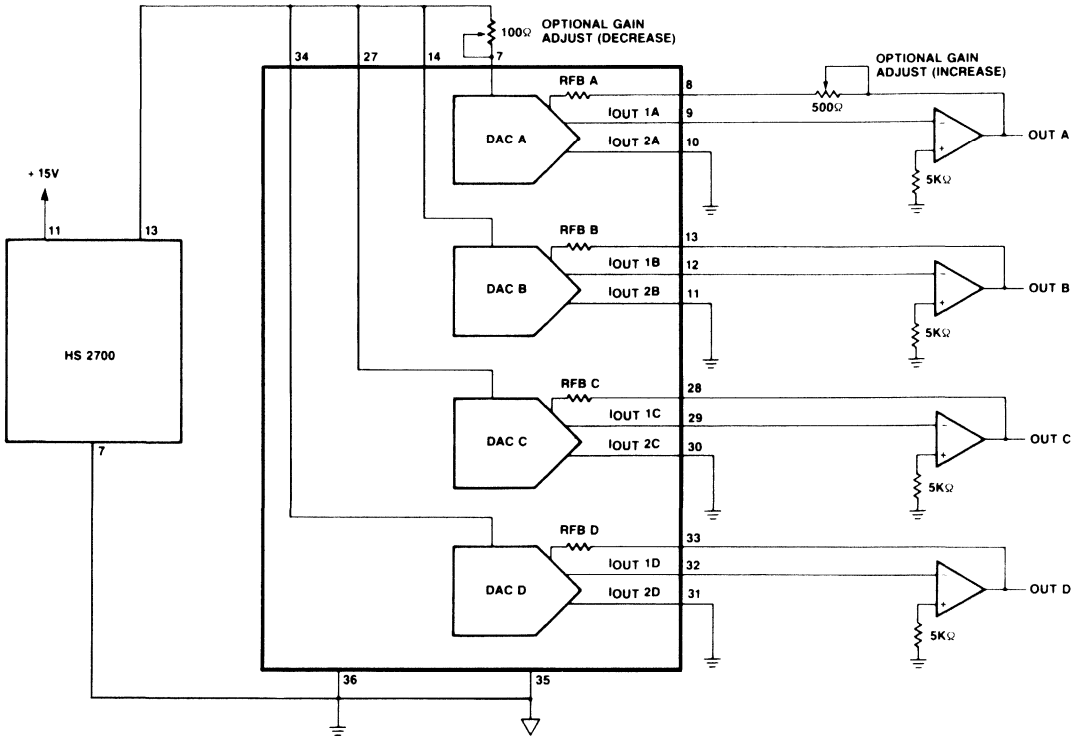 OPTIONAL GAIN
ADJUST (DECREASE)
100Ω
34
27
14
7
OPTIONAL GAIN
ADJUST (INCREASE)
RFB A
8
500Ω
IOUT 1A
9
DAC A
IOUT 2A
10
-
+
OUT A
5KΩ
+ 15V
11
13
HS 2700
7
RFB B
13
IOUT 1B
12
DAC B
IOUT 2B
11
-
+
OUT B
5KΩ
RFB C
28
IOUT 1C
29
DAC C
IOUT 2C
30
-
+
OUT C
5KΩ
RFB D
33
IOUT 1D
32
DAC D
IOUT 2D
31
-
+
OUT D
5KΩ
36
35